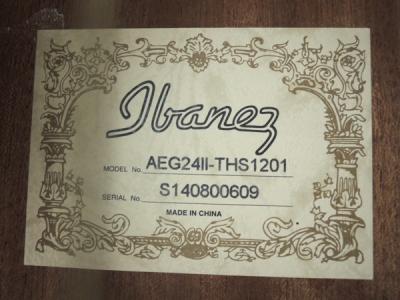 Ibanez
MODEL No. AEG24II-THS1201
SERIAL No. S140800609
MADE IN CHINA